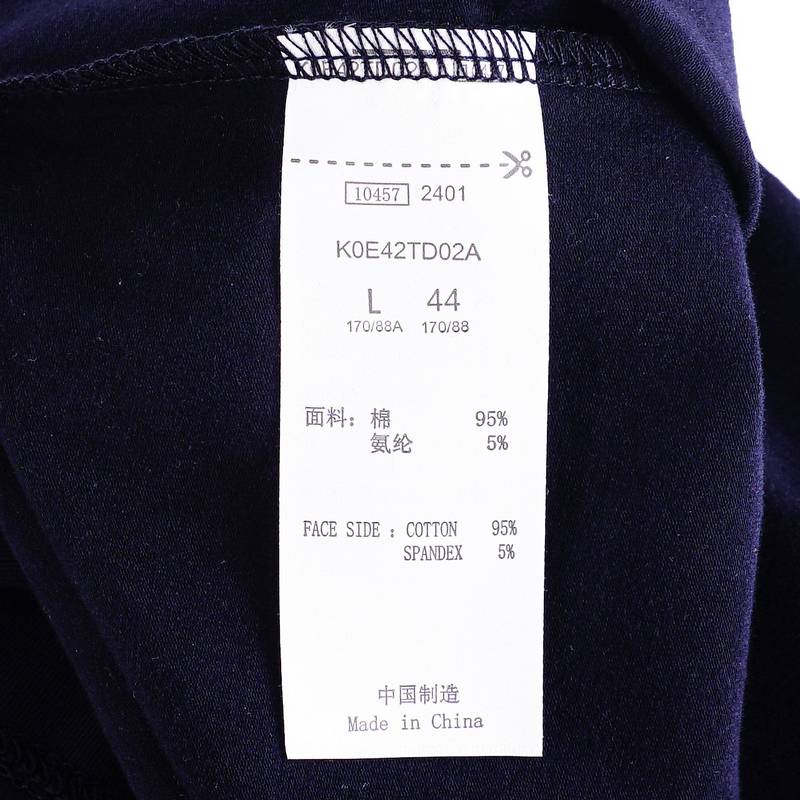 10457 2401
K0E42TD02A
L 44
170/88A 170/88
面料：棉 95%
氨纶 5%
FACE SIDE : COTTON 95%
SPANDEX 5%
中国制造
Made in China